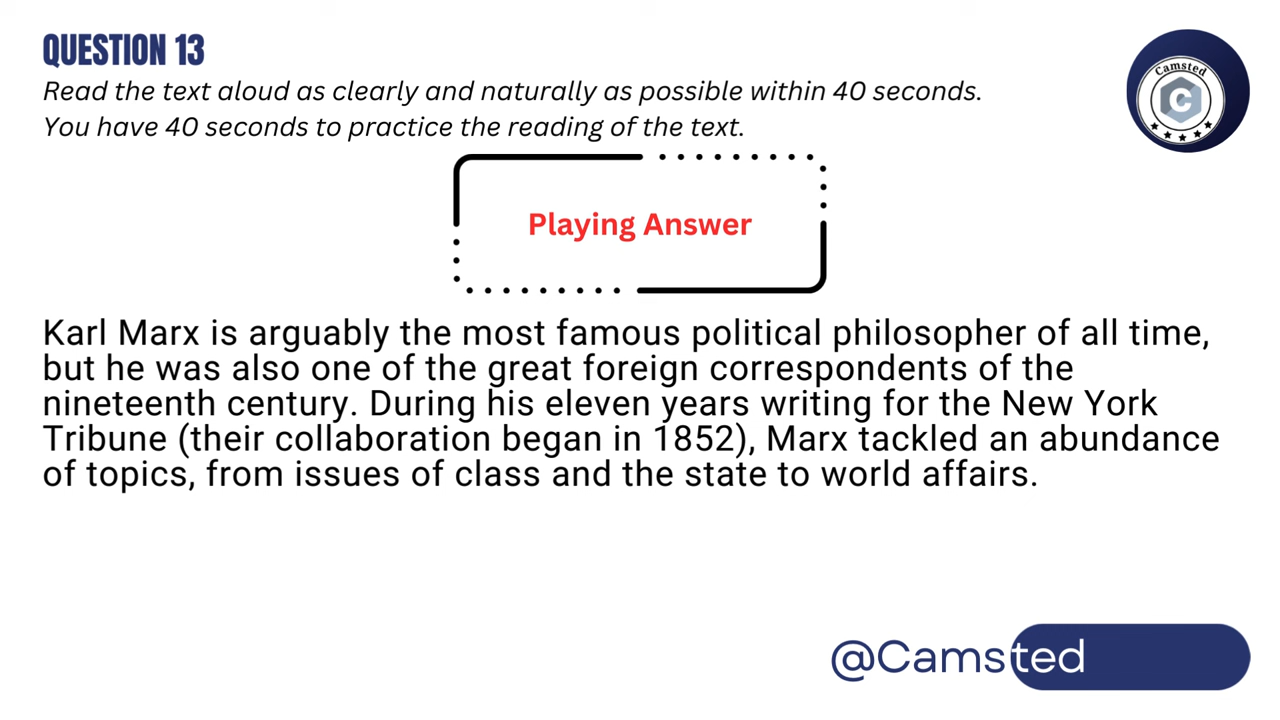 QUESTION 13
Read the text aloud as clearly and naturally as possible within 40 seconds.
You have 40 seconds to practice the reading of the text.
Camsted
C
Playing Answer
Karl Marx is arguably the most famous political philosopher of all time,
but he was also one of the great foreign correspondents of the
nineteenth century. During his eleven years writing for the New York
Tribune (their collaboration began in 1852), Marx tackled an abundance
of topics, from issues of class and the state to world affairs.
@Camsted